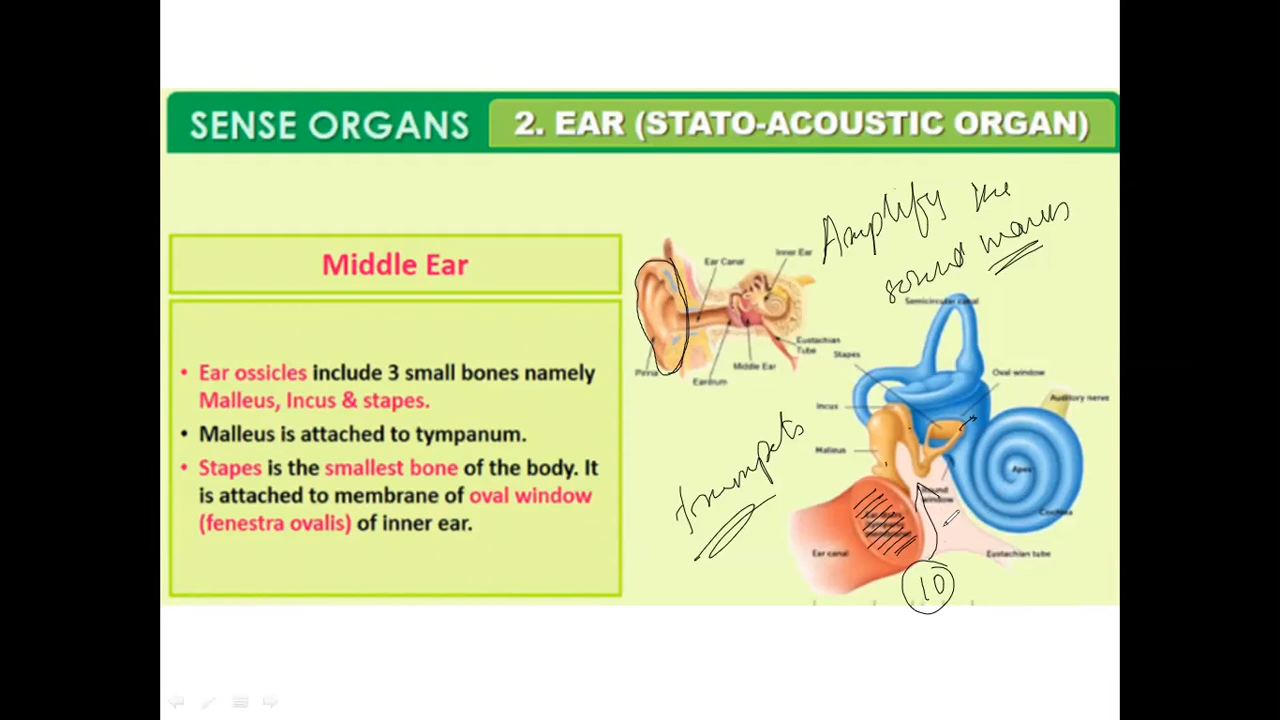 SENSE ORGANS
2. EAR (STATO-ACOUSTIC ORGAN)
Middle Ear
• Ear ossicles include 3 small bones namely
Malleus, Incus & stapes.
• Malleus is attached to tympanum.
• Stapes is the smallest bone of the body. It
is attached to membrane of oval window
(fenestra ovalis) of inner ear.
Amplify the
sound
Ear Canal
Inner Ear
Pinna
Eardrum
Middle Ear
Eustachian
Tube
Semicircular canal
Stapes
Oval window
Incus
Auditory nerve
Malleus
Apex
Round
window
Cochlea
Ear canal
Eustachian tube
10